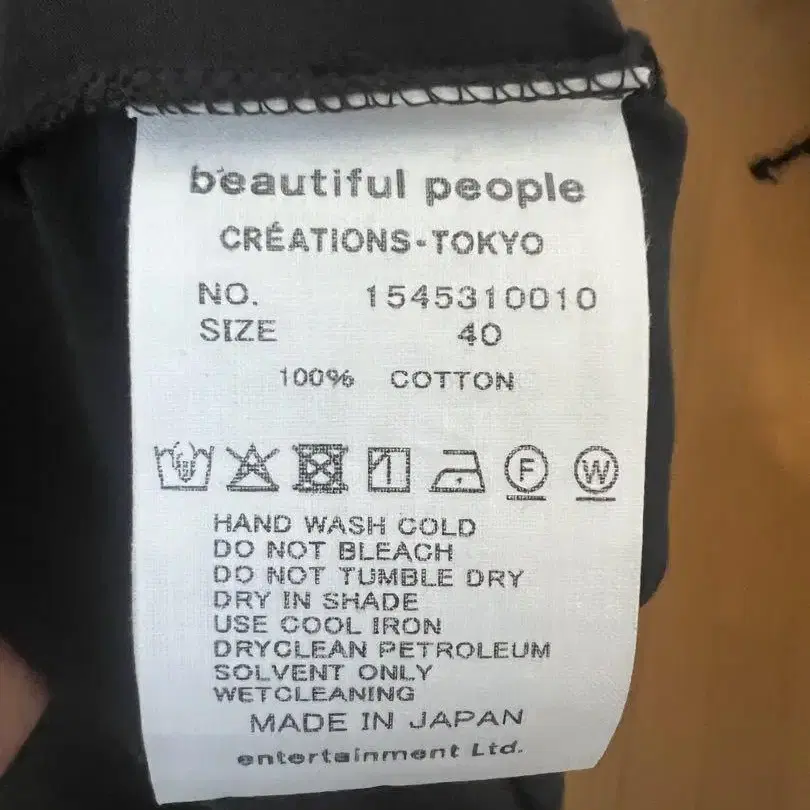 beautiful people
CRÉATIONS-TOKYO
NO. 1545310010
SIZE 40
100% COTTON
F W
HAND WASH COLD
DO NOT BLEACH
DO NOT TUMBLE DRY
DRY IN SHADE
USE COOL IRON
DRYCLEAN PETROLEUM
SOLVENT ONLY
WETCLEANING
MADE IN JAPAN
entertainment Ltd.